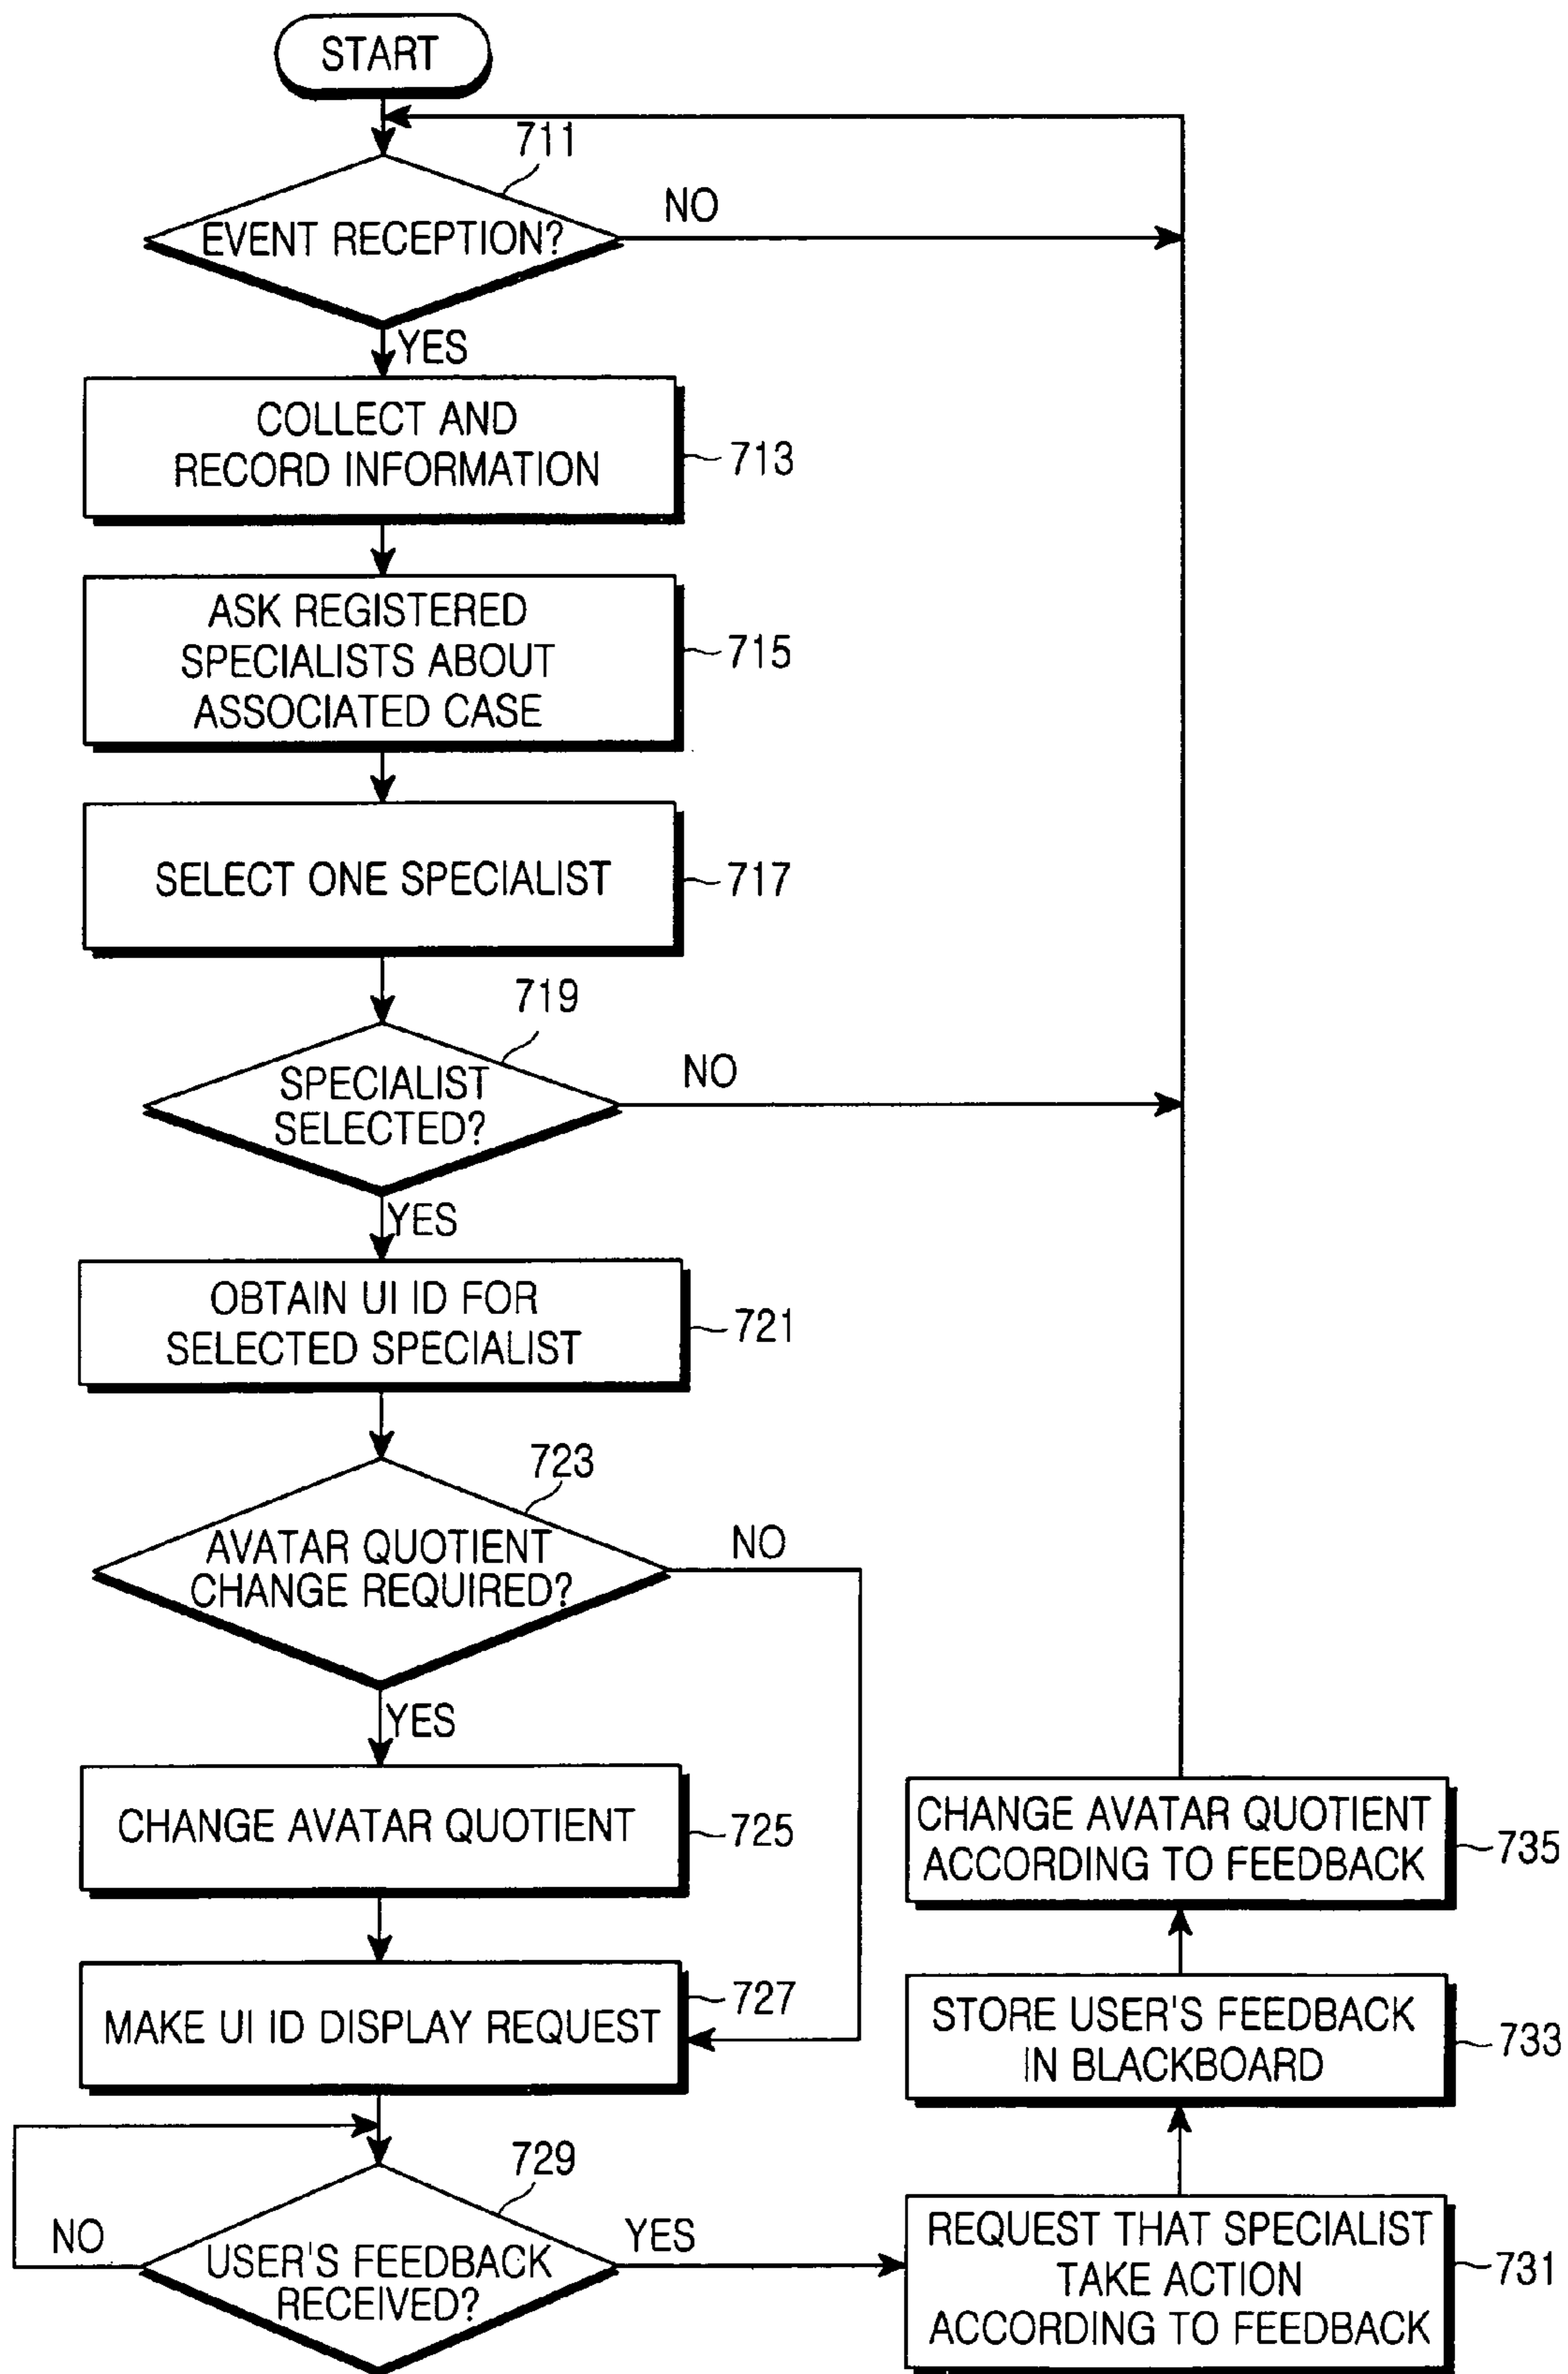 START
711
EVENT RECEPTION?
NO
YES
COLLECT AND
RECORD INFORMATION
713
ASK REGISTERED
SPECIALISTS ABOUT
ASSOCIATED CASE
715
SELECT ONE SPECIALIST
717
719
SPECIALIST
SELECTED?
NO
YES
OBTAIN UI ID FOR
SELECTED SPECIALIST
721
723
AVATAR QUOTIENT
CHANGE REQUIRED?
NO
YES
CHANGE AVATAR QUOTIENT
725
MAKE UI ID DISPLAY REQUEST
727
729
USER'S FEEDBACK
RECEIVED?
NO
YES
REQUEST THAT SPECIALIST
TAKE ACTION
ACCORDING TO FEEDBACK
731
STORE USER'S FEEDBACK
IN BLACKBOARD
733
CHANGE AVATAR QUOTIENT
ACCORDING TO FEEDBACK
735